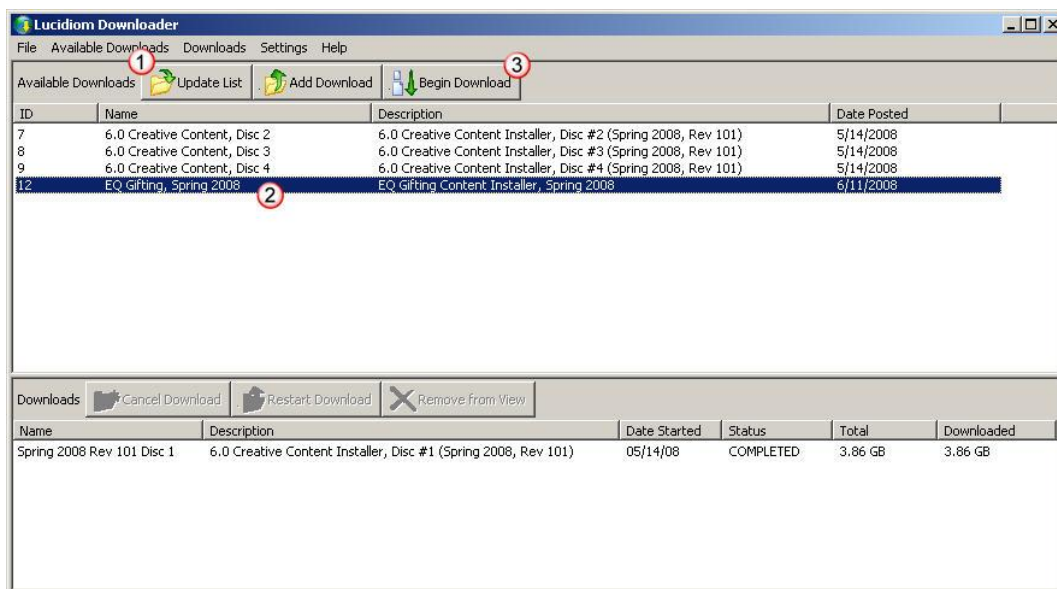 Lucidiom Downloader
File Available Downloads Downloads Settings Help
1 3
Available Downloads Update List Add Download Begin Download
ID Name Description Date Posted
7 6.0 Creative Content, Disc 2 6.0 Creative Content Installer, Disc #2 (Spring 2008, Rev 101) 5/14/2008
8 6.0 Creative Content, Disc 3 6.0 Creative Content Installer, Disc #3 (Spring 2008, Rev 101) 5/14/2008
9 6.0 Creative Content, Disc 4 6.0 Creative Content Installer, Disc #4 (Spring 2008, Rev 101) 5/14/2008
12 EQ Gifting, Spring 2008 EQ Gifting Content Installer, Spring 2008 6/11/2008
2
Downloads Cancel Download Restart Download Remove from View
Name Description Date Started Status Total Downloaded
Spring 2008 Rev 101 Disc 1 6.0 Creative Content Installer, Disc #1 (Spring 2008, Rev 101) 05/14/08 COMPLETED 3.86 GB 3.86 GB